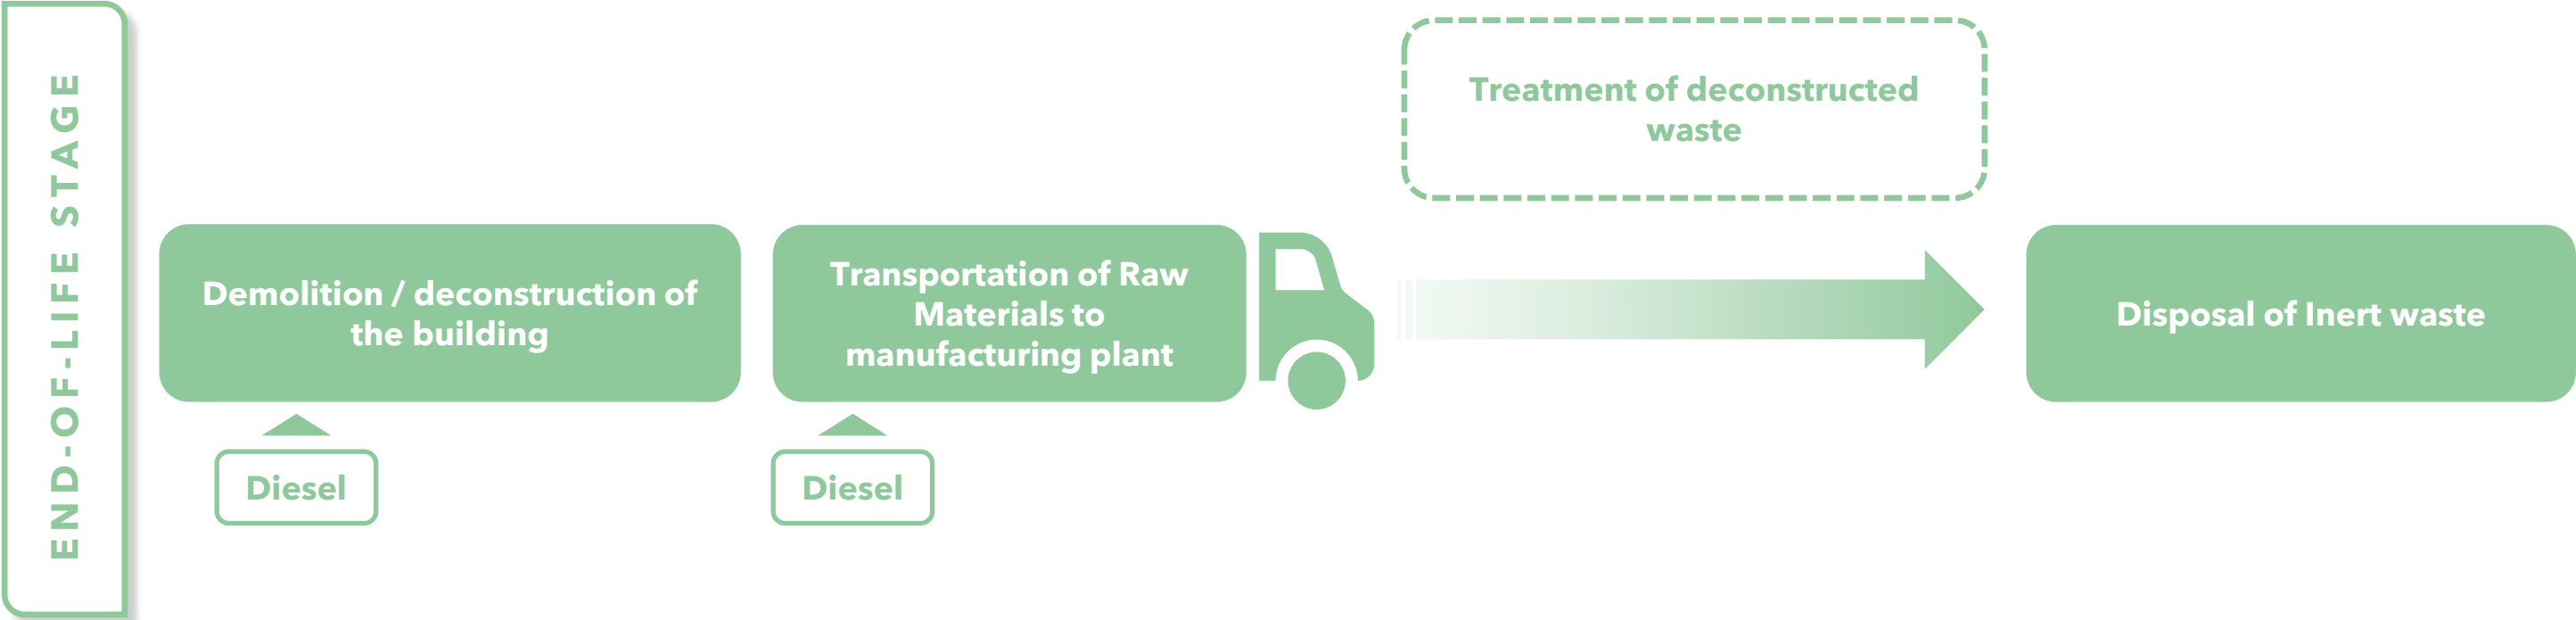 END-OF-LIFE STAGE
Treatment of deconstructed
waste
Demolition / deconstruction of
the building
Transportation of Raw
Materials to
manufacturing plant
Disposal of Inert waste
Diesel
Diesel